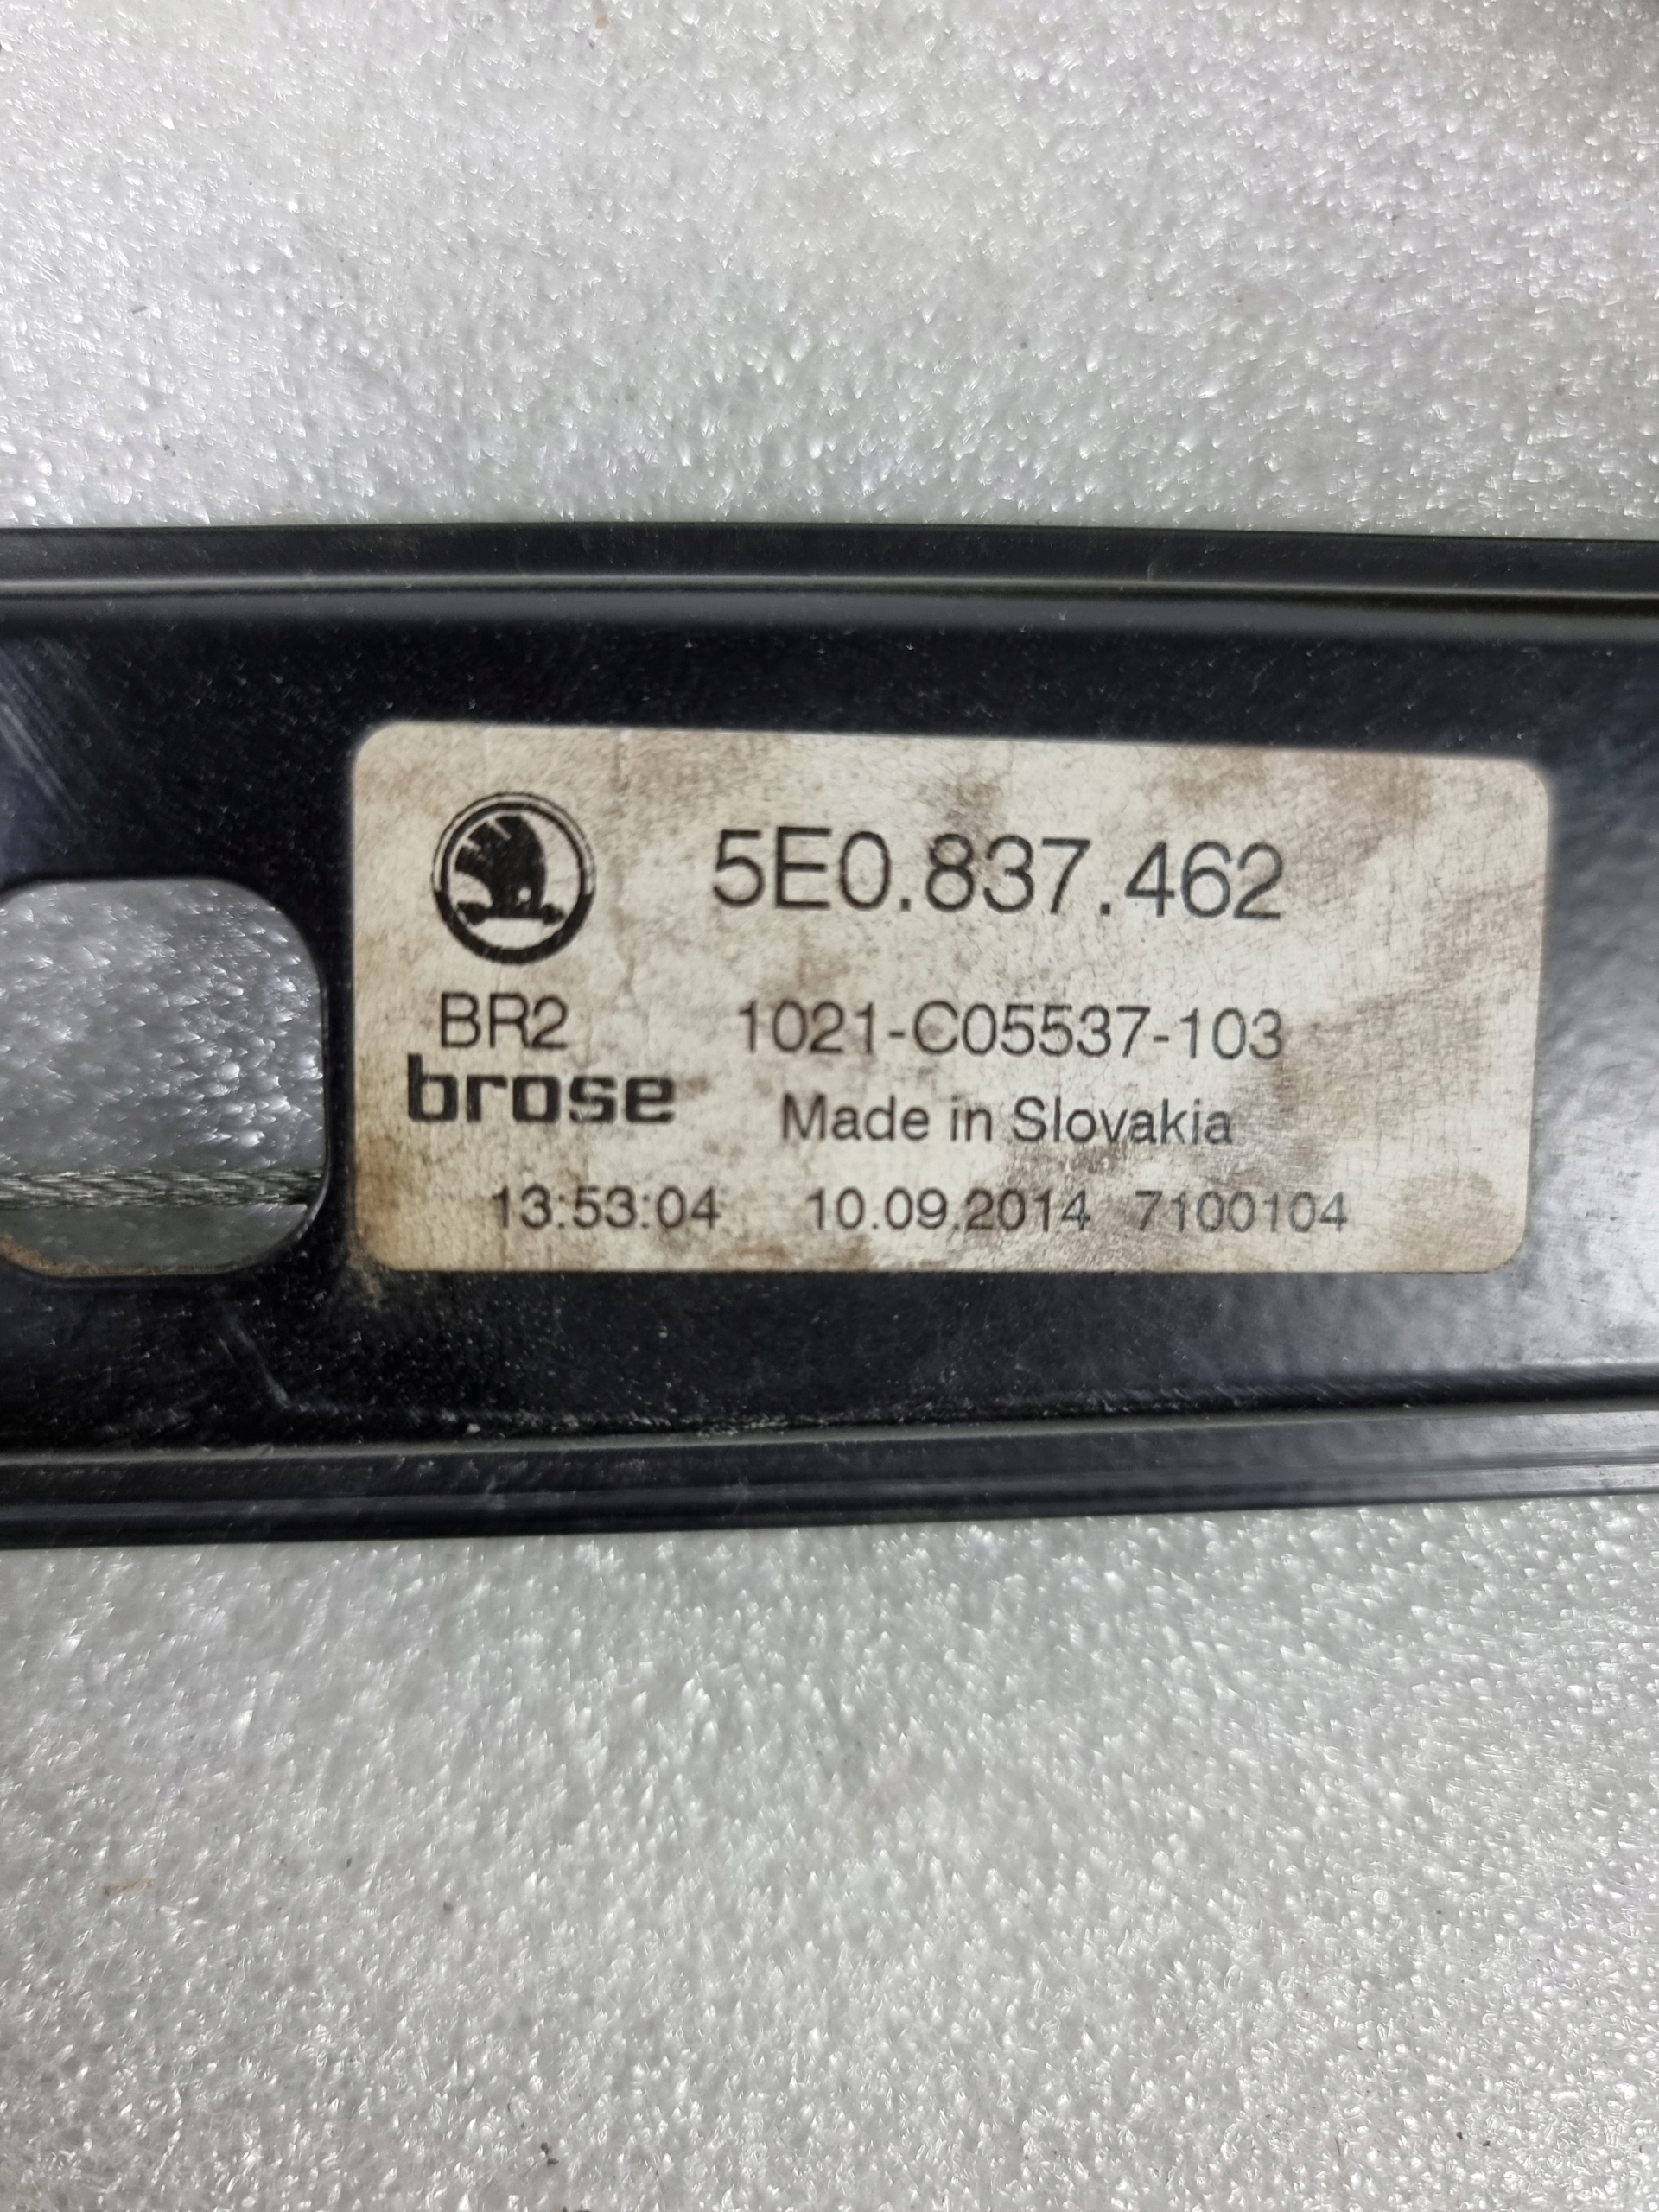 5E0.837.462
BR2 1021-C05537-103
brose Made in Slovakia
13:53:04 10.09.2014 7100104